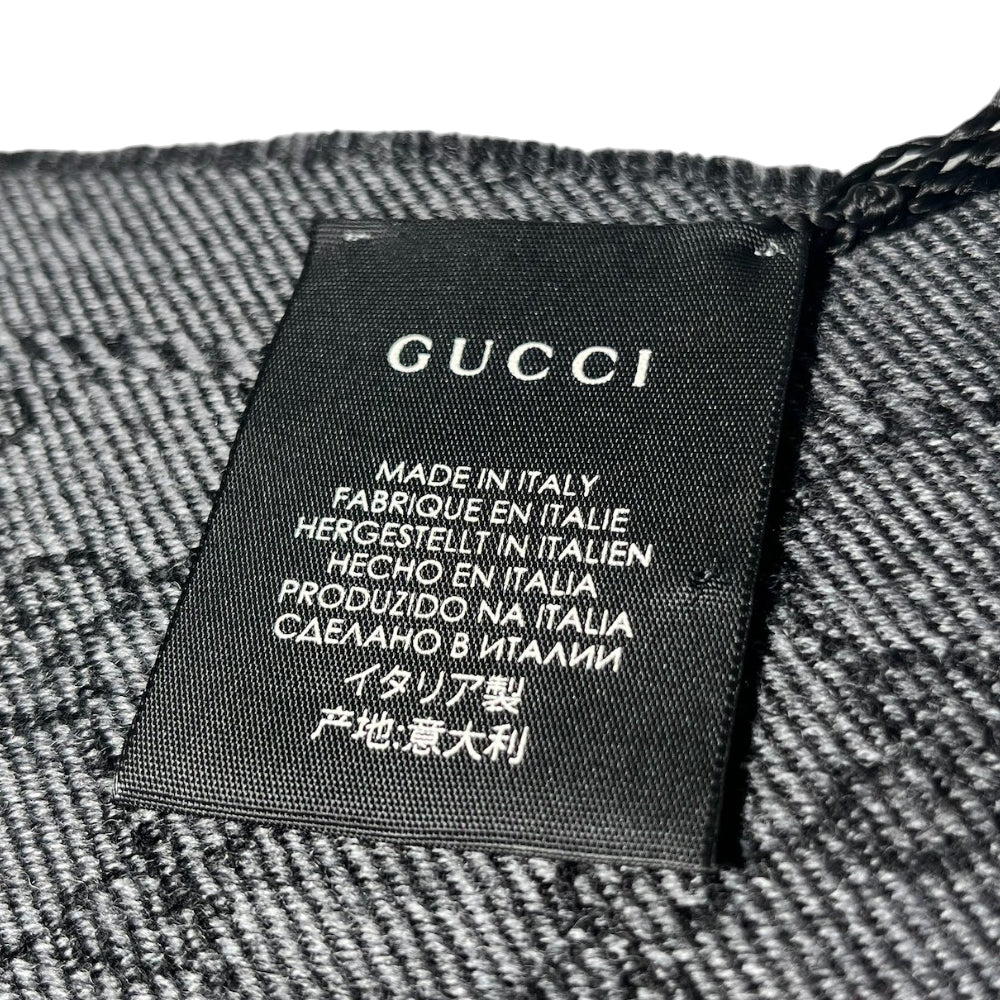 GUCCI
MADE IN ITALY
FABRIQUE EN ITALIE
HERGESTELLT IN ITALIEN
HECHO EN ITALIA
PRODUZIDO NA ITALIA
СДЕЛАНО В ИТАЛИИ
イタリア製
产地:意大利